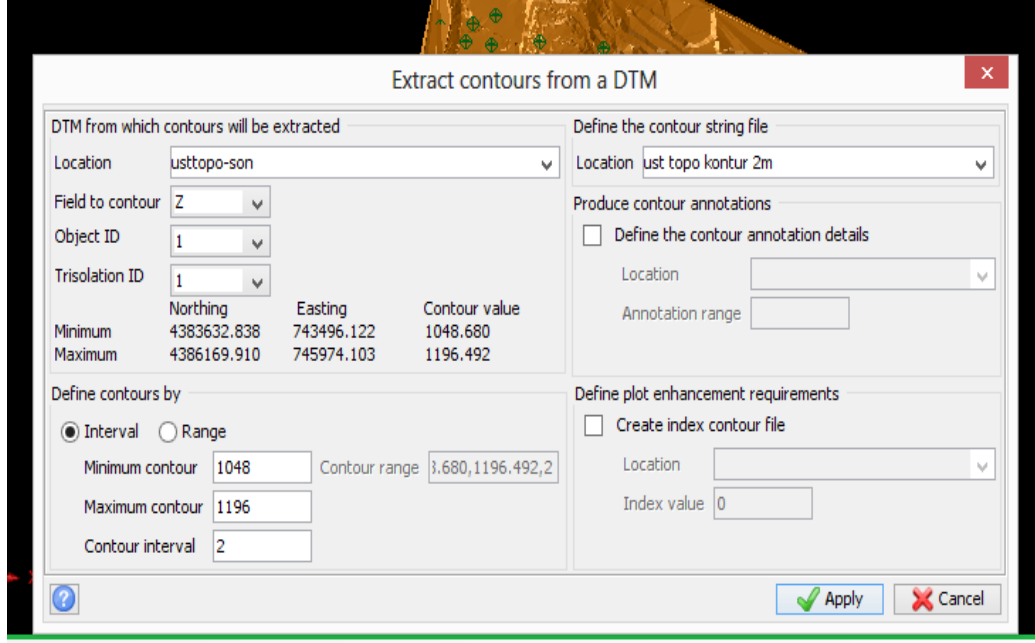 Extract contours from a DTM
DTM from which contours will be extracted
Location usttopo-son
Field to contour Z
Object ID 1
Trisolation ID 1
Northing Easting Contour value
Minimum 4383632.838 743496.122 1048.680
Maximum 4386169.910 745974.103 1196.492
Define contours by
Interval Range
Minimum contour 1048 Contour range .680,1196.492,2
Maximum contour 1196
Contour interval 2
Define the contour string file
Location ust topo kontur 2m
Produce contour annotations
Define the contour annotation details
Location
Annotation range
Define plot enhancement requirements
Create index contour file
Location
Index value 0
Apply Cancel